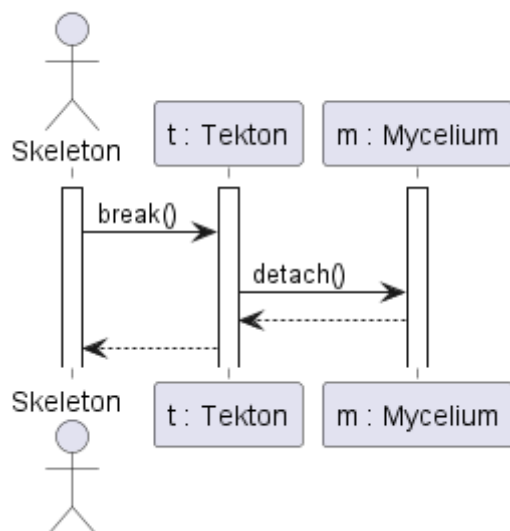 Skeleton
t : Tekton
m : Mycelium
break()
detach()
Skeleton
t : Tekton
m : Mycelium